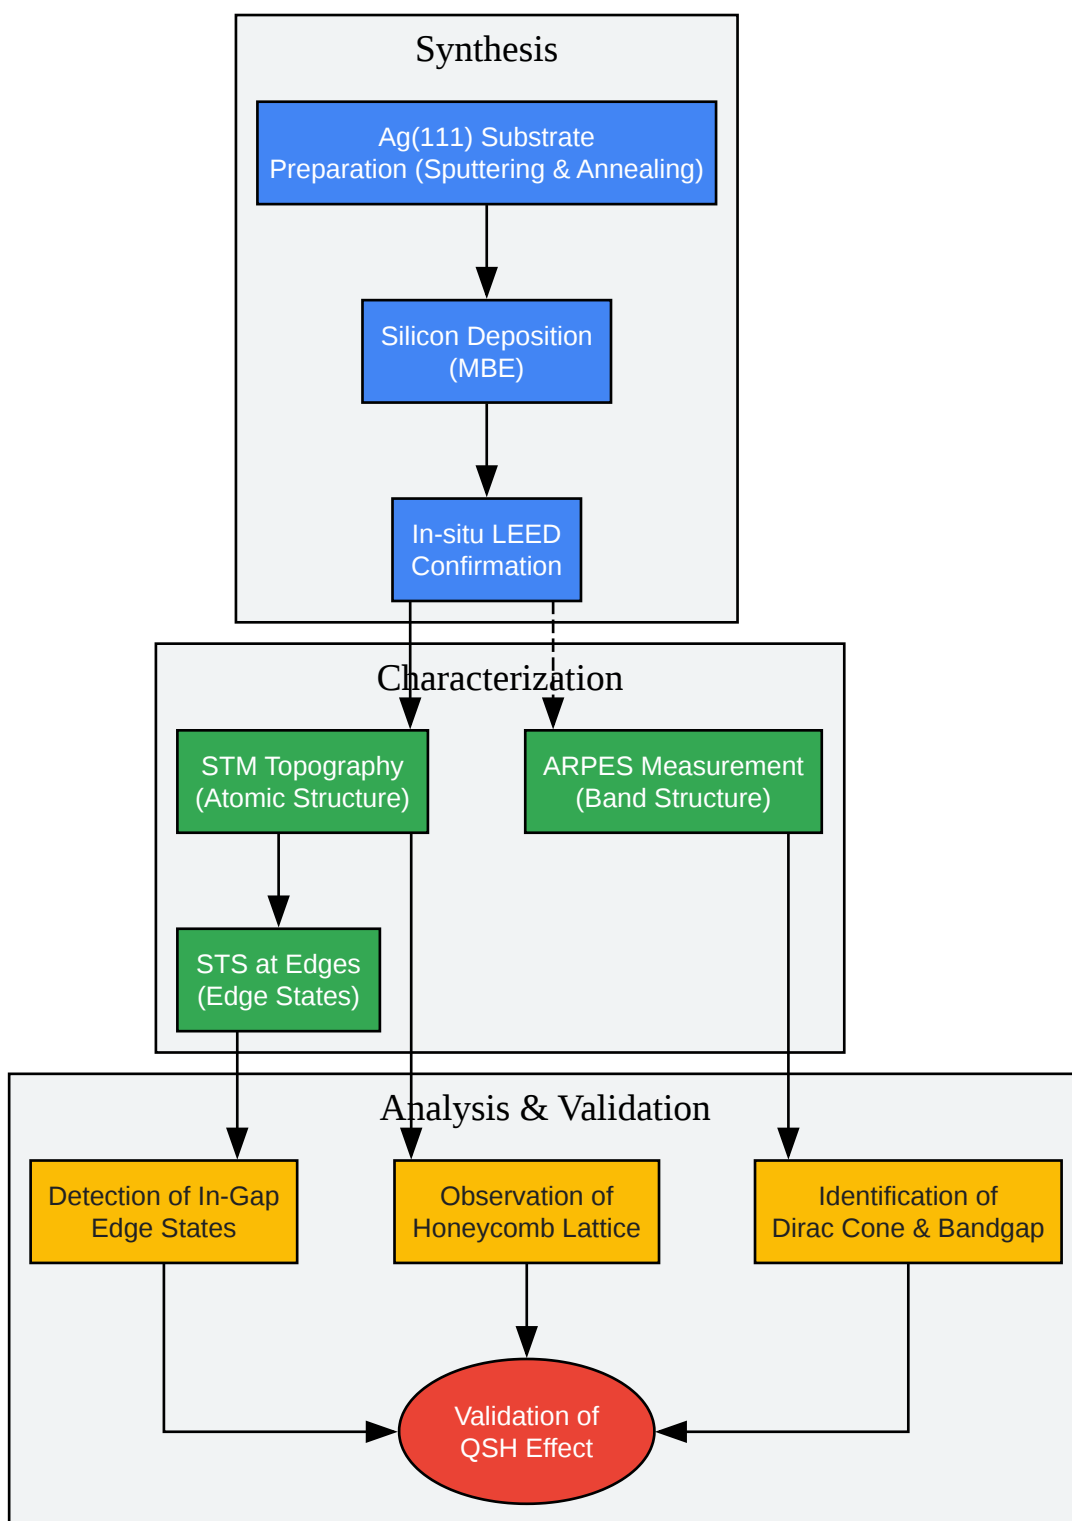 Synthesis
Ag(111) Substrate
Preparation (Sputtering & Annealing)
Silicon Deposition
(MBE)
In-situ LEED
Confirmation
Characterization
STM Topography
(Atomic Structure)
ARPES Measurement
(Band Structure)
STS at Edges
(Edge States)
Analysis & Validation
Detection of In-Gap
Edge States
Observation of
Honeycomb Lattice
Identification of
Dirac Cone & Bandgap
Validation of
QSH Effect